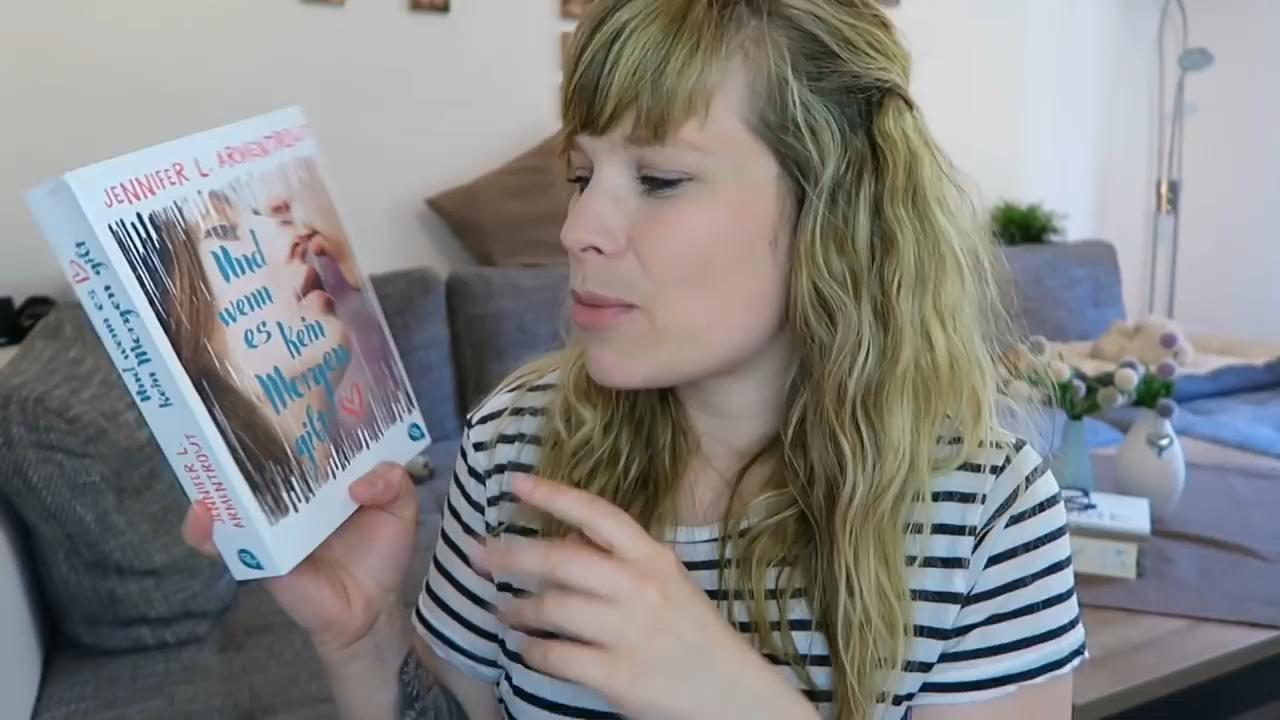 JENNIFER L. ARMENTROUT
Und
wenn
es kein
Morgen
gibt
Und wenn es
kein Morgen gibt
JENNIFER L.
ARMENTROUT